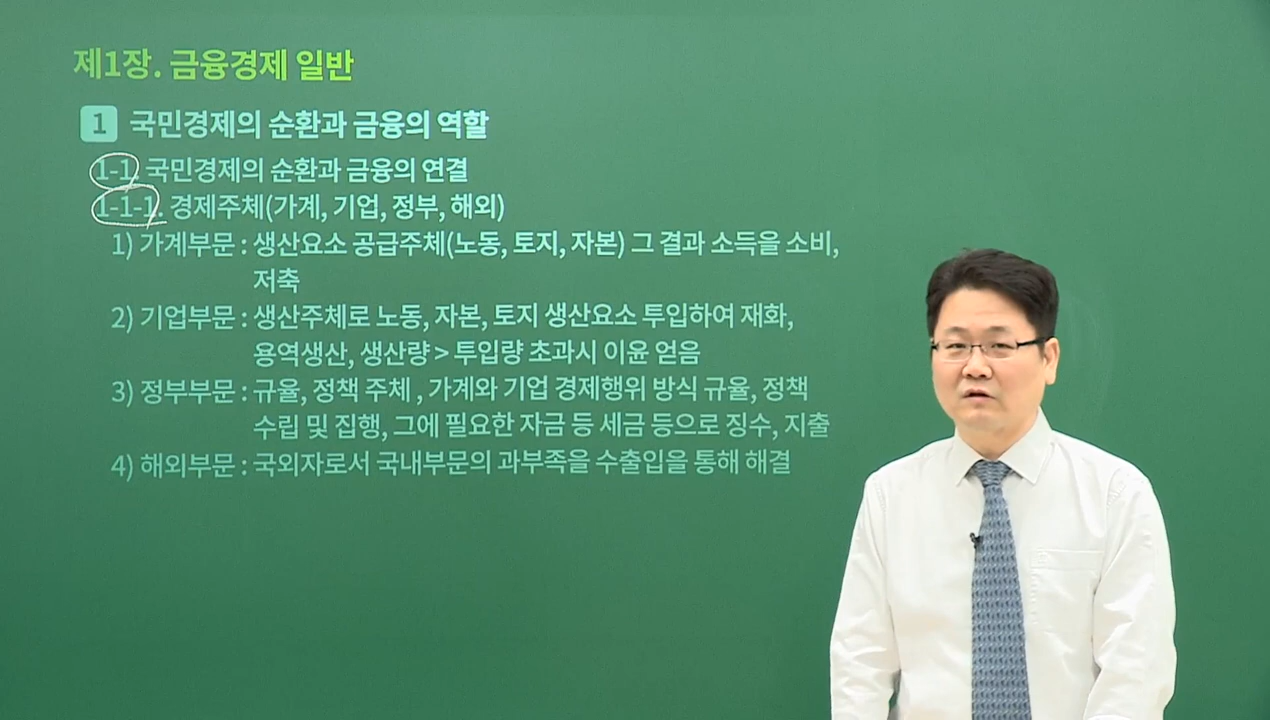 제1장. 금융경제 일반
1 국민경제의 순환과 금융의 역할
1-1. 국민경제의 순환과 금융의 연결
1-1-1. 경제주체(가계, 기업, 정부, 해외)
1) 가계부문 : 생산요소 공급주체(노동, 토지, 자본) 그 결과 소득을 소비,
저축
2) 기업부문 : 생산주체로 노동, 자본, 토지 생산요소 투입하여 재화,
용역생산, 생산량 > 투입량 초과시 이윤 얻음
3) 정부부문 : 규율, 정책 주체 , 가계와 기업 경제행위 방식 규율, 정책
수립 및 집행, 그에 필요한 자금 등 세금 등으로 징수, 지출
4) 해외부문 : 국외자로서 국내부문의 과부족을 수출입을 통해 해결